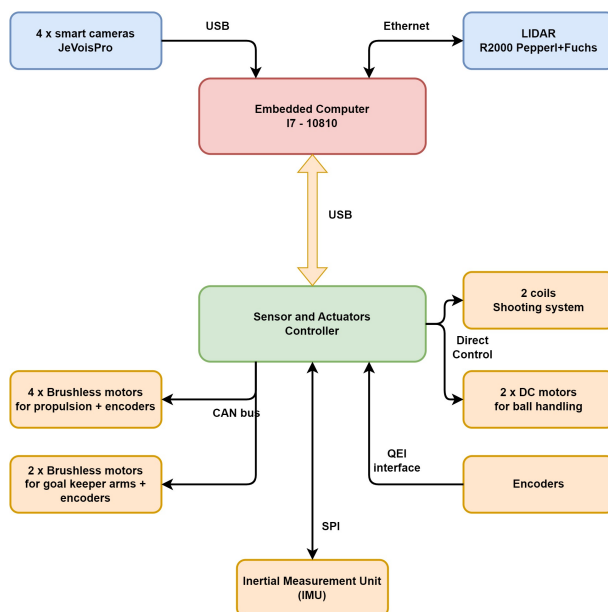 4 x smart cameras
JeVoisPro
USB
Ethernet
LIDAR
R2000 Pepperl+Fuchs
Embedded Computer
I7 - 10810
USB
Sensor and Actuators
Controller
2 coils
Shooting system
Direct
Control
4 x Brushless motors
for propulsion + encoders
CAN bus
2 x DC motors
for ball handling
2 x Brushless motors
for goal keeper arms +
encoders
QEI
interface
Encoders
SPI
Inertial Measurement Unit
(IMU)